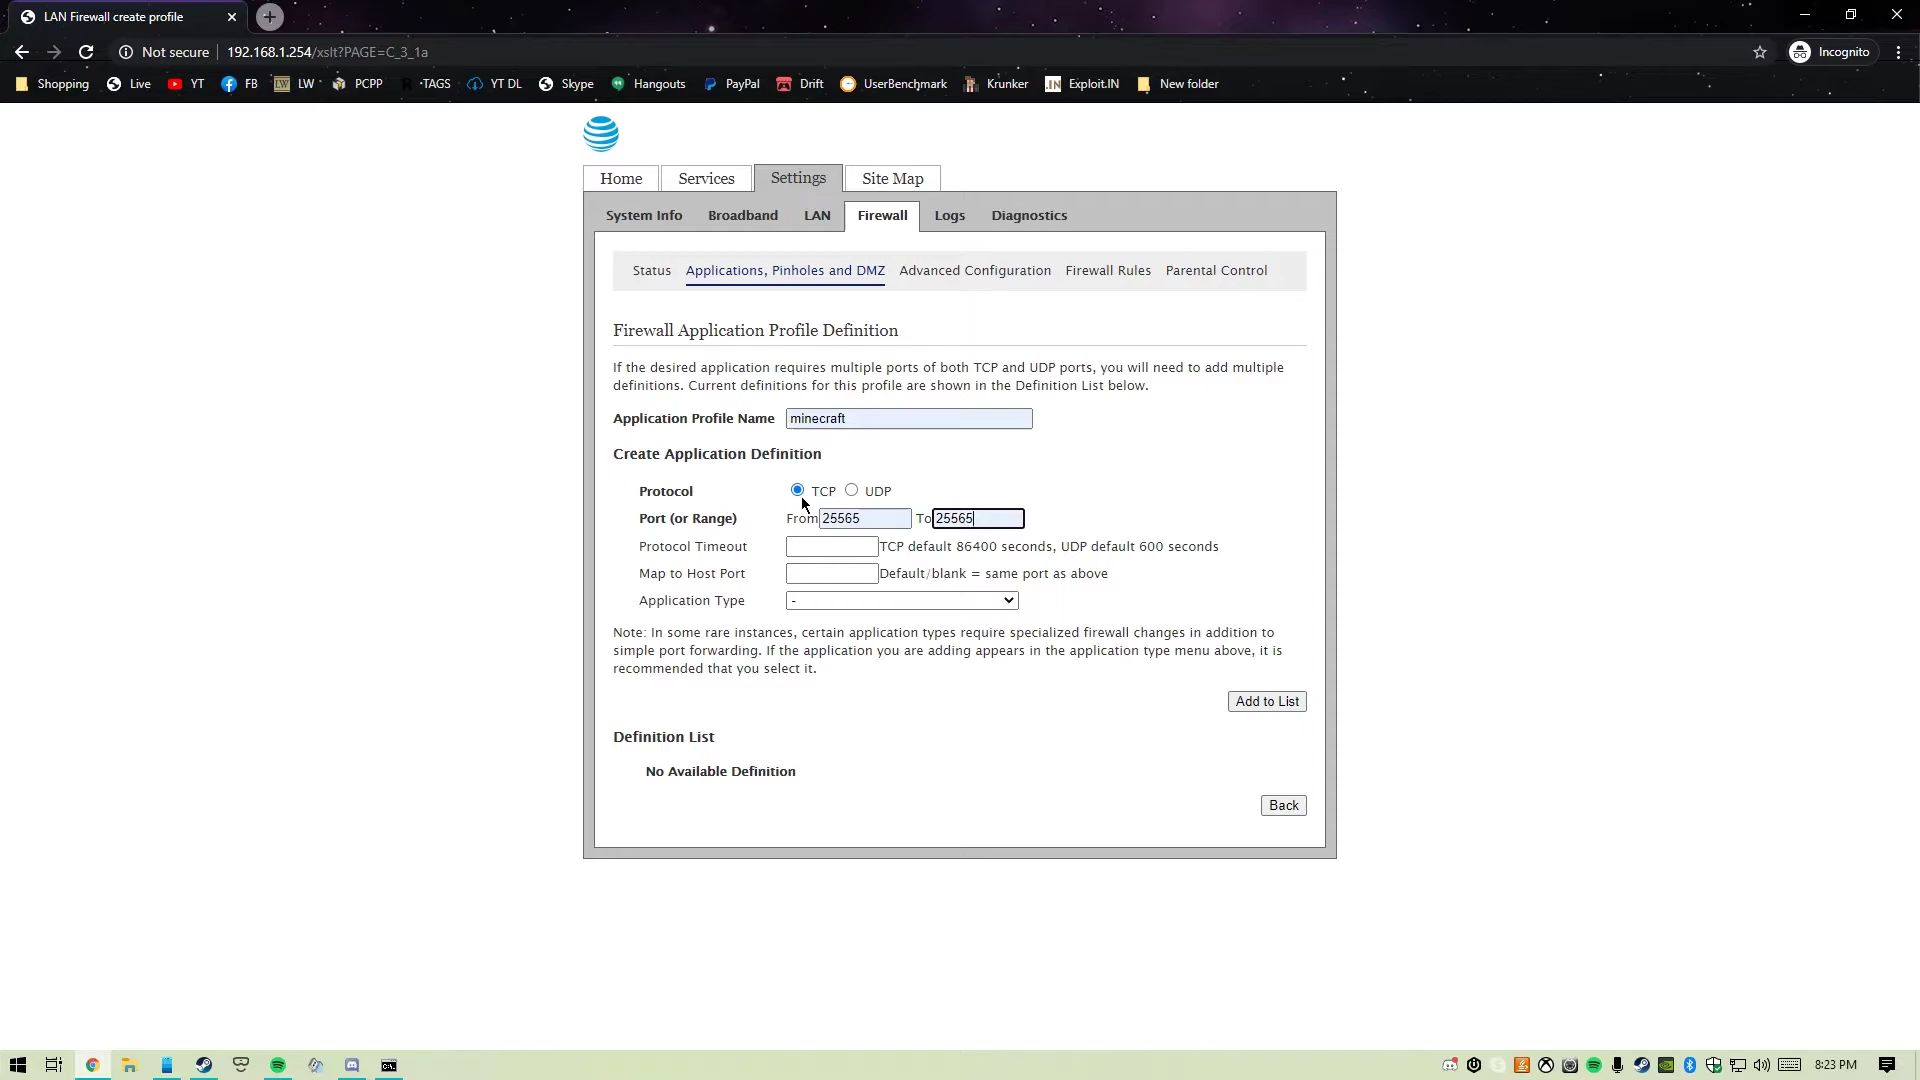 LAN Firewall create profile
Not secure 192.168.1.254/xslt?PAGE=C_3_1a Incognito
Shopping Live YT FB LW LW PCPP ·TAGS YT DL Skype Hangouts PayPal Drift UserBenchmark Krunker .IN Exploit.IN New folder
Home Services Settings Site Map
System Info Broadband LAN Firewall Logs Diagnostics
Status Applications, Pinholes and DMZ Advanced Configuration Firewall Rules Parental Control
Firewall Application Profile Definition
If the desired application requires multiple ports of both TCP and UDP ports, you will need to add multiple
definitions. Current definitions for this profile are shown in the Definition List below.
Application Profile Name minecraft
Create Application Definition
Protocol TCP UDP
Port (or Range) From 25565 To 25565
Protocol Timeout TCP default 86400 seconds, UDP default 600 seconds
Map to Host Port Default/blank = same port as above
Application Type -
Note: In some rare instances, certain application types require specialized firewall changes in addition to
simple port forwarding. If the application you are adding appears in the application type menu above, it is
recommended that you select it.
Add to List
Definition List
No Available Definition
Back
8:23 PM